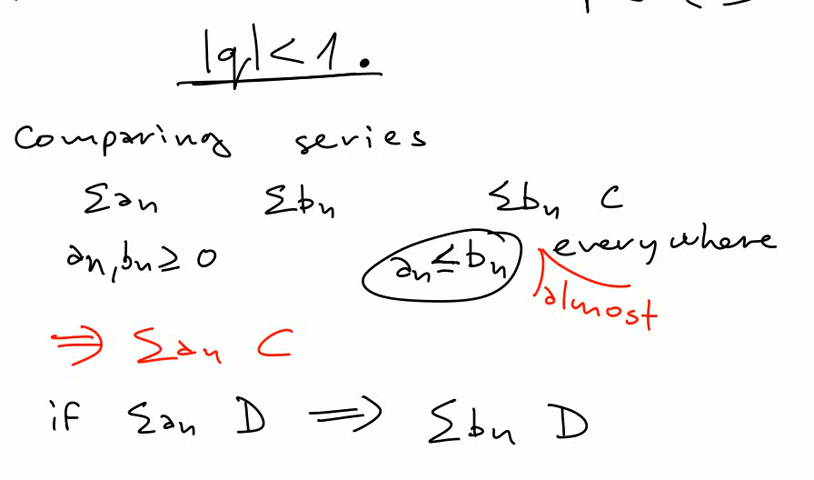 |q|<1.
Comparing series
Σan Σbn Σbn C
an, bn ≥ 0 an ≤ bn everywhere
almost
⇒ Σan C
if Σan D ⇒ Σbn D